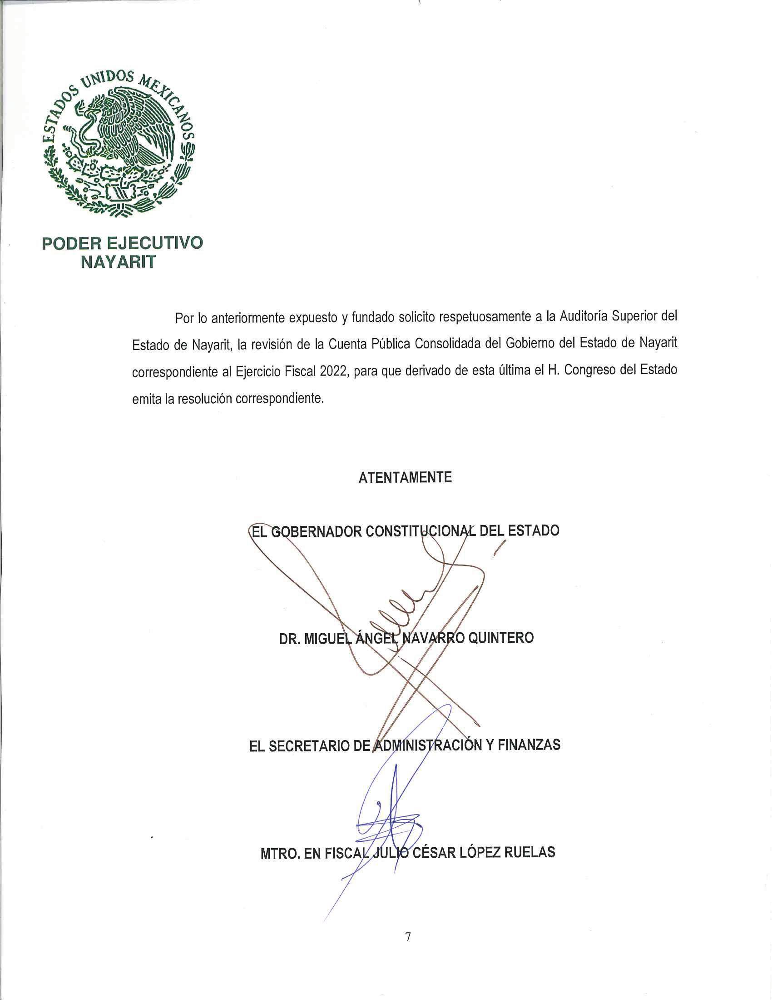 ESTADOS UNIDOS MEXICANOS
PODER EJECUTIVO
NAYARIT
Por lo anteriormente expuesto y fundado solicito respetuosamente a la Auditoría Superior del
Estado de Nayarit, la revisión de la Cuenta Pública Consolidada del Gobierno del Estado de Nayarit
correspondiente al Ejercicio Fiscal 2022, para que derivado de esta última el H. Congreso del Estado
emita la resolución correspondiente.
ATENTAMENTE
EL GOBERNADOR CONSTITUCIONAL DEL ESTADO
DR. MIGUEL ÁNGEL NAVARRO QUINTERO
EL SECRETARIO DE ADMINISTRACIÓN Y FINANZAS
MTRO. EN FISCAL JULIO CÉSAR LÓPEZ RUELAS
7